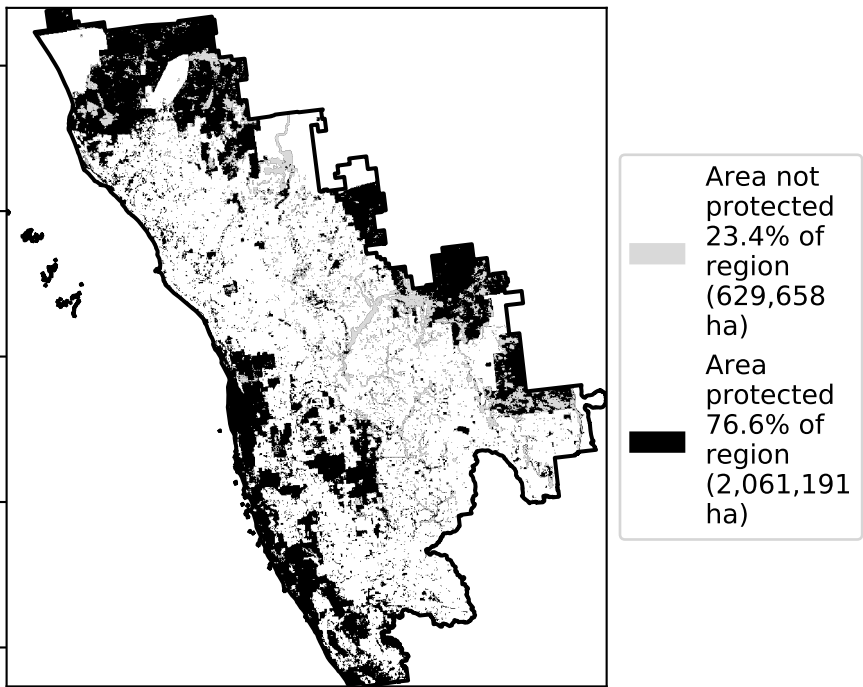 Area not
protected
23.4% of
region
(629,658
ha)
Area
protected
76.6% of
region
(2,061,191
ha)